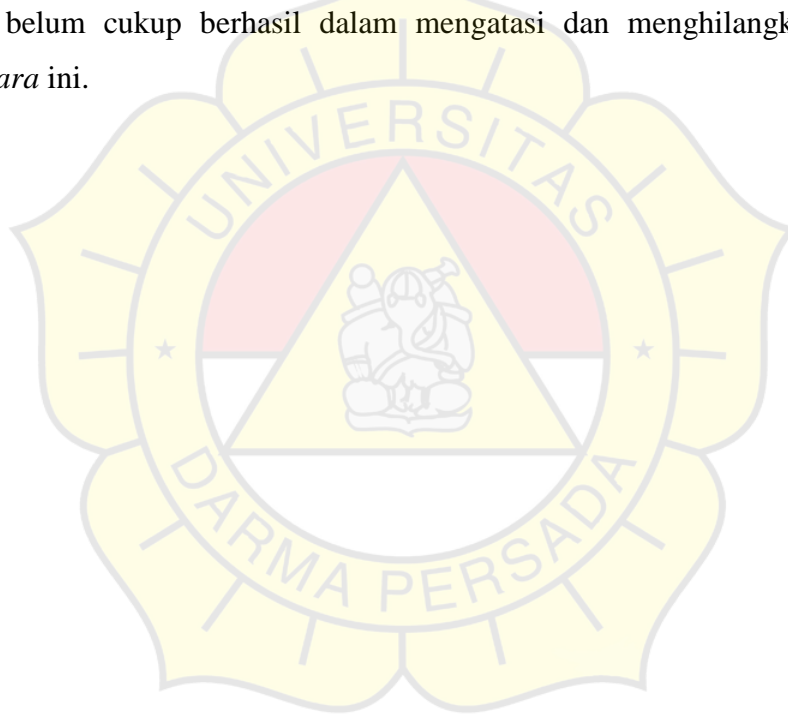 belum cukup berhasil dalam mengatasi dan menghilangk
ara ini.
UNIVERSITAS
DARMA PERSADA